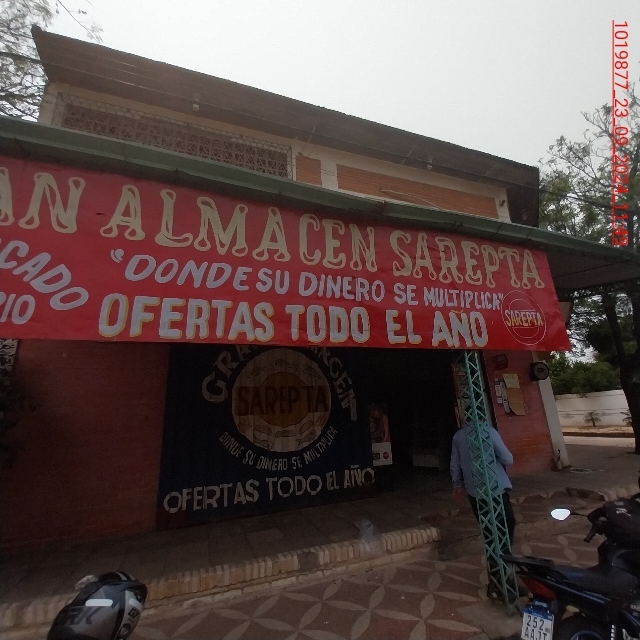 AN ALMACEN SAREPTA
"DONDE SU DINERO SE MULTIPLICA"
OFERTAS TODO EL AÑO
SAREPTA
CADO
RIO
SAREPTA
DONDE SU DINERO SE MULTIPLICA
OFERTAS TODO EL AÑO